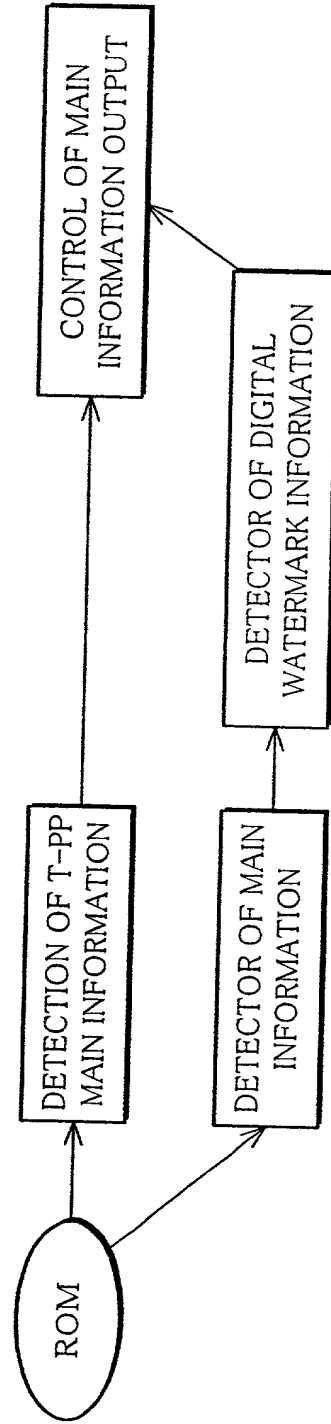 ROM
DETECTION OF T-PP
MAIN INFORMATION
CONTROL OF MAIN
INFORMATION OUTPUT
DETECTOR OF MAIN
INFORMATION
DETECTOR OF DIGITAL
WATERMARK INFORMATION